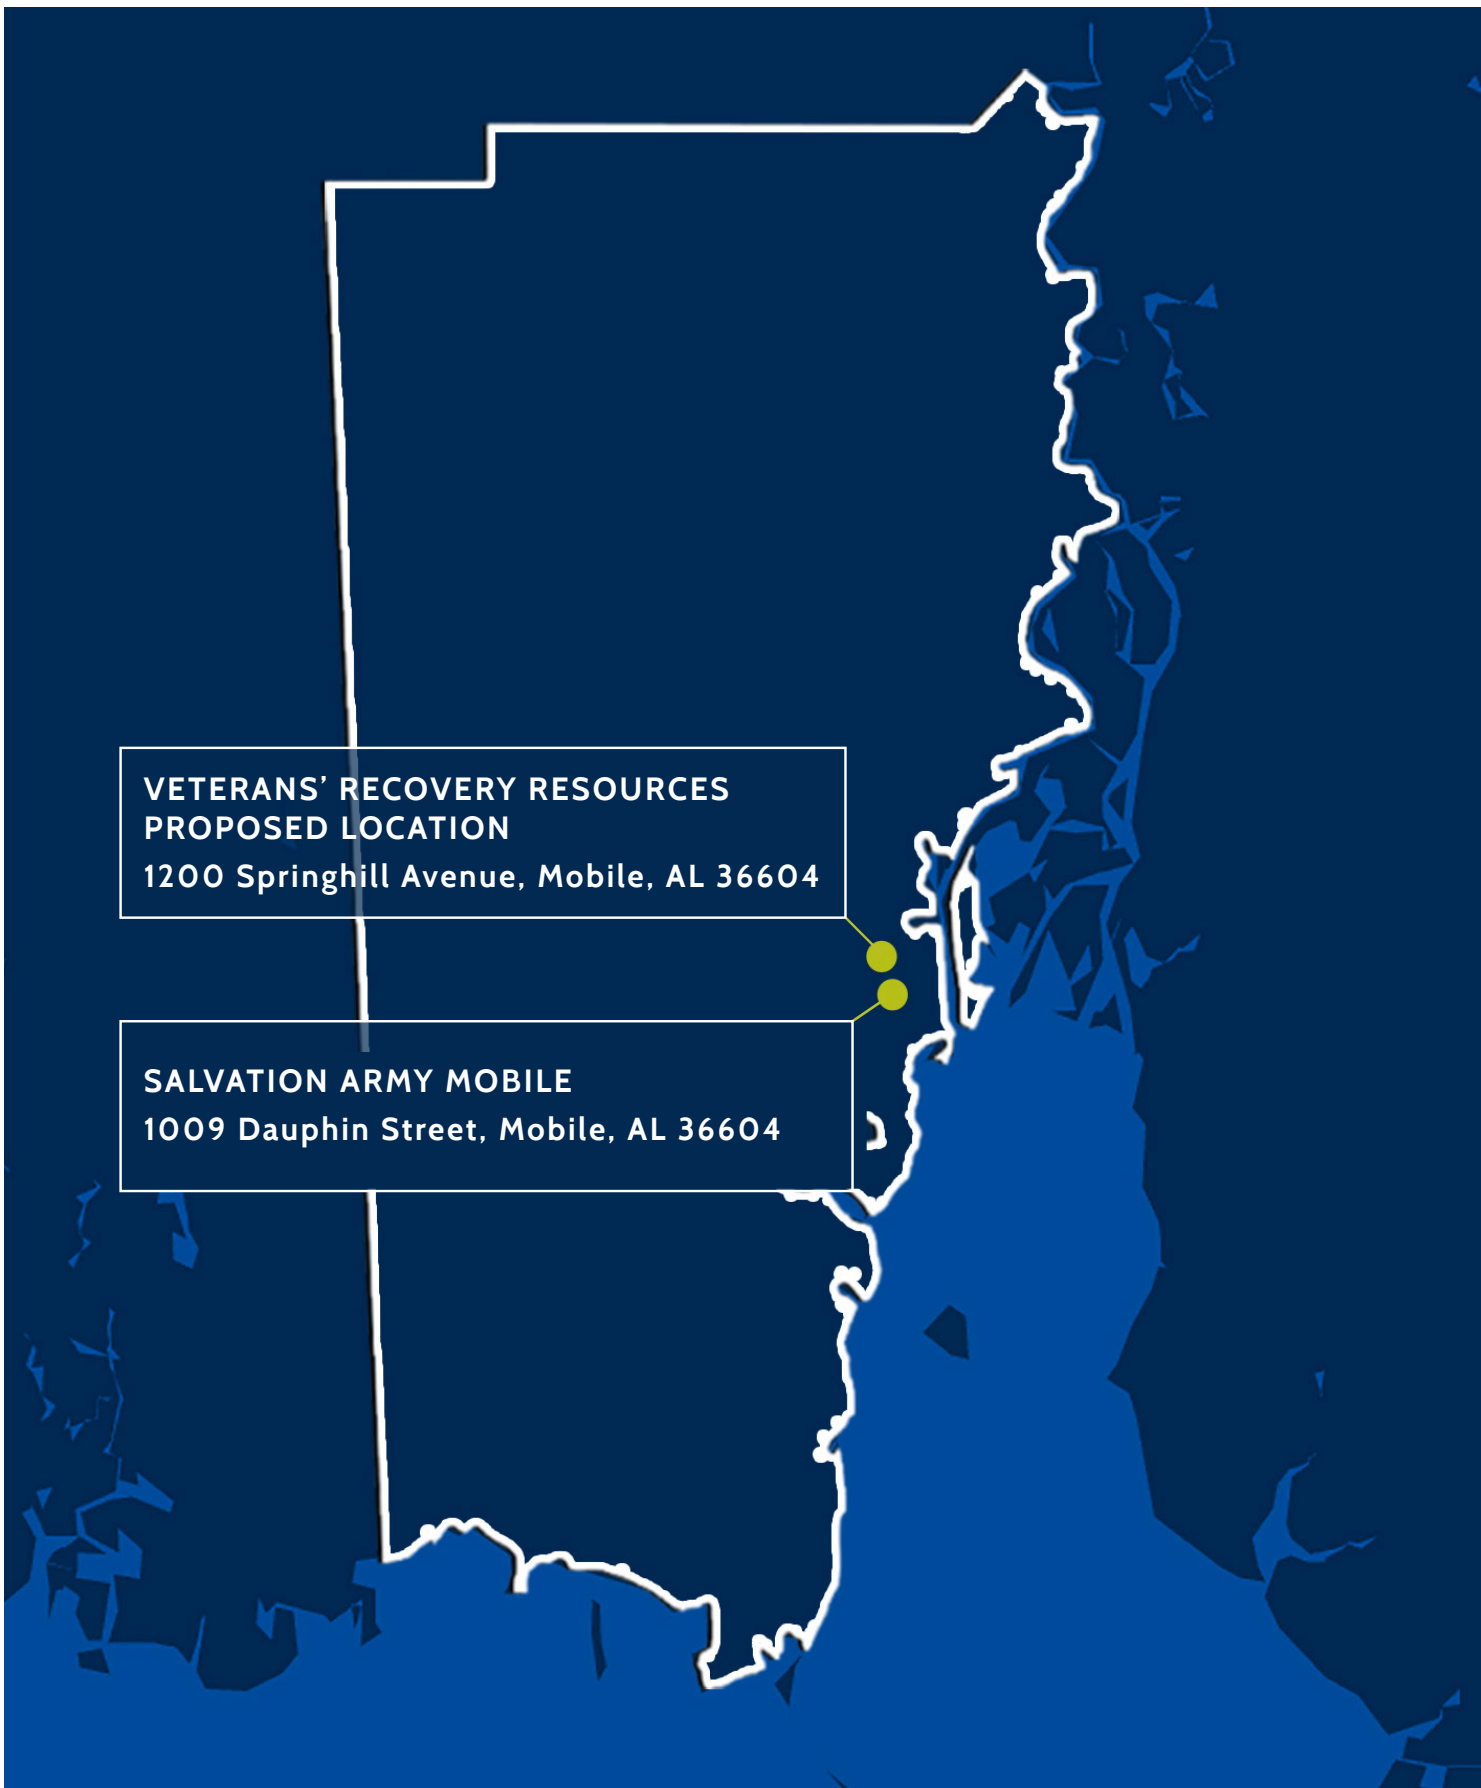 VETERANS’ RECOVERY RESOURCES
PROPOSED LOCATION
1200 Springhill Avenue, Mobile, AL 36604
SALVATION ARMY MOBILE
1009 Dauphin Street, Mobile, AL 36604